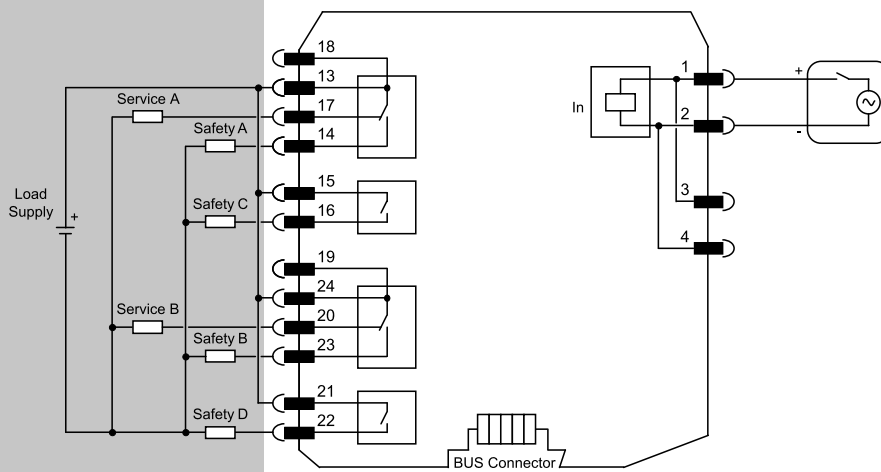 18
13
Service A
17
Safety A
14
Load
Supply
+
15
Safety C
16
19
24
Service B
20
Safety B
23
21
Safety D
22
In
1
+
2
-
3
4
BUS Connector